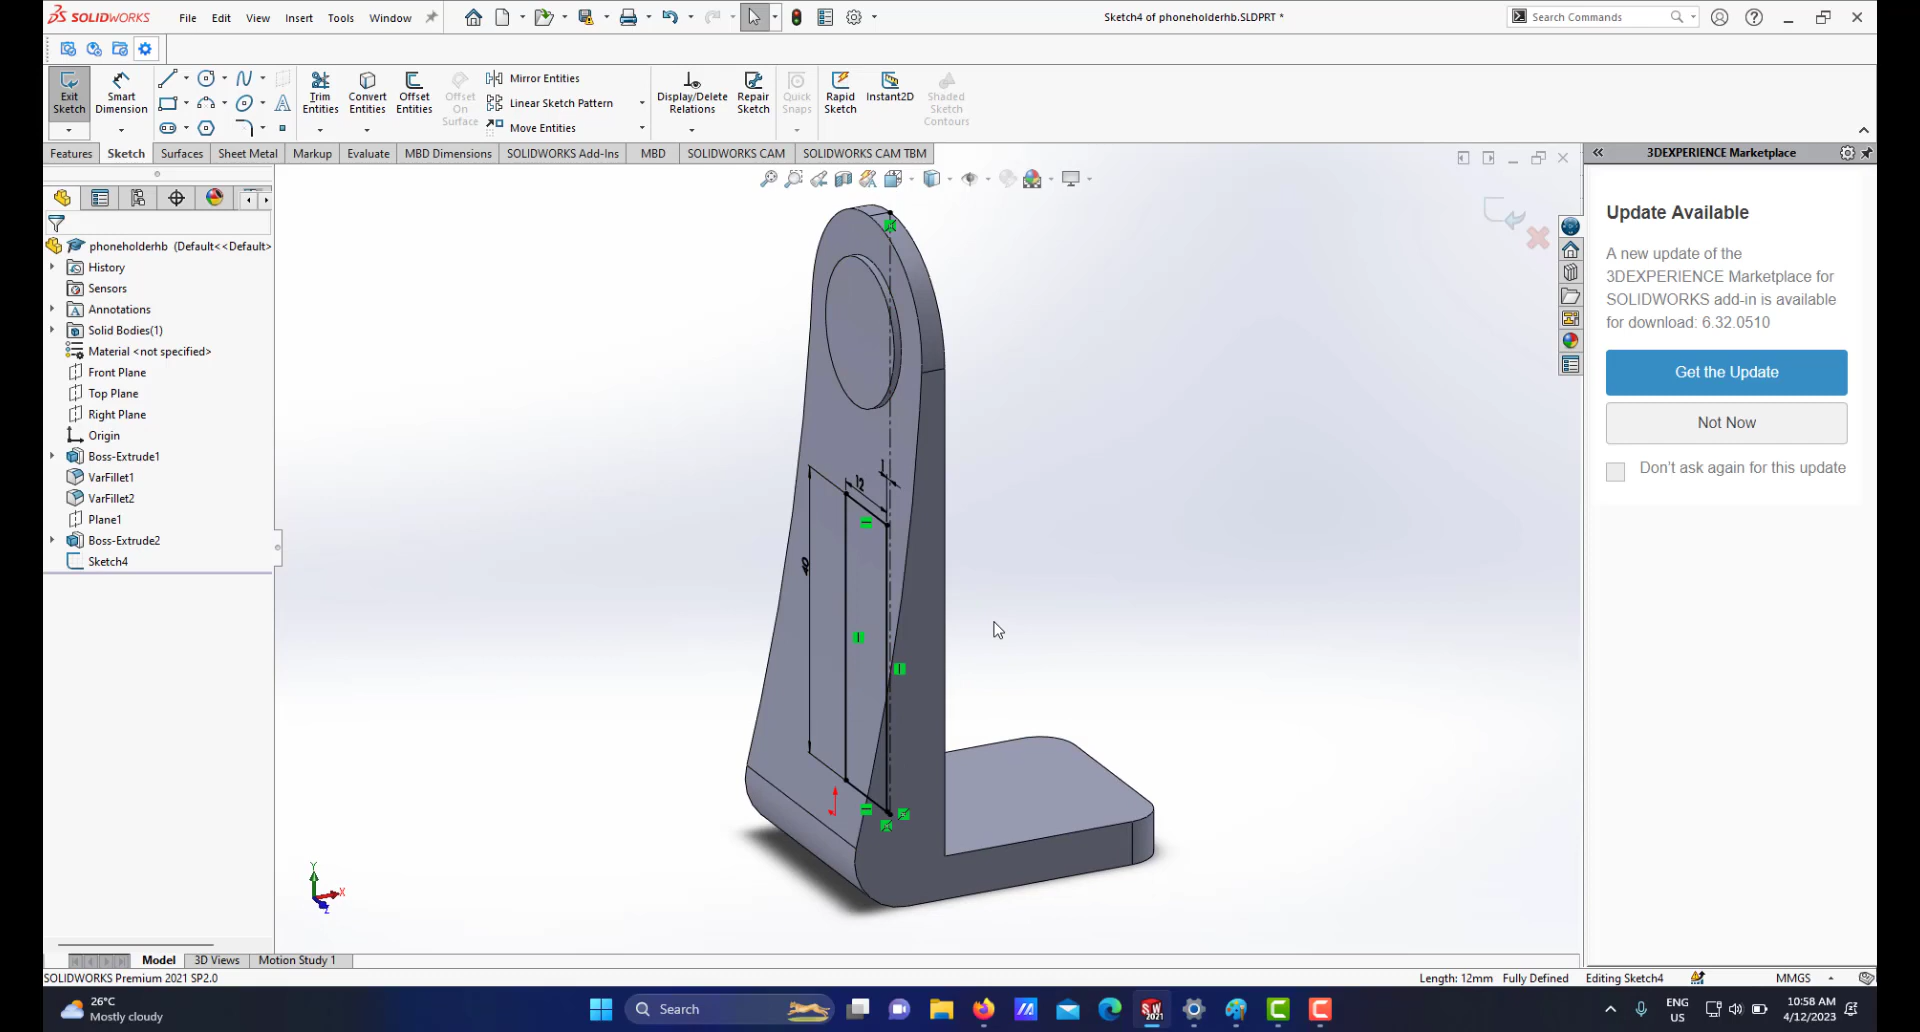 SOLIDWORKS
File Edit View Insert Tools Window
Sketch4 of phoneholderhb.SLDPRT *
Search Commands
Exit Sketch
Smart Dimension
Trim Entities
Convert Entities
Offset Entities
Offset On Surface
Mirror Entities
Linear Sketch Pattern
Move Entities
Display/Delete Relations
Repair Sketch
Quick Snaps
Rapid Sketch
Instant2D
Shaded Sketch Contours
Features Sketch Surfaces Sheet Metal Markup Evaluate MBD Dimensions SOLIDWORKS Add-Ins MBD SOLIDWORKS CAM SOLIDWORKS CAM TBM
3DEXPERIENCE Marketplace
phoneholderhb (Default<<Default>
History
Sensors
Annotations
Solid Bodies(1)
Material <not specified>
Front Plane
Top Plane
Right Plane
Origin
Boss-Extrude1
VarFillet1
VarFillet2
Plane1
Boss-Extrude2
Sketch4
1
12
40
Y
X
Z
Update Available
A new update of the
3DEXPERIENCE Marketplace for
SOLIDWORKS add-in is available
for download: 6.32.0510
Get the Update
Not Now
Don't ask again for this update
Model 3D Views Motion Study 1
SOLIDWORKS Premium 2021 SP2.0
Length: 12mm Fully Defined Editing Sketch4 MMGS
26°C
Mostly cloudy
Search
SW
2021
ENG
US
10:58 AM
4/12/2023